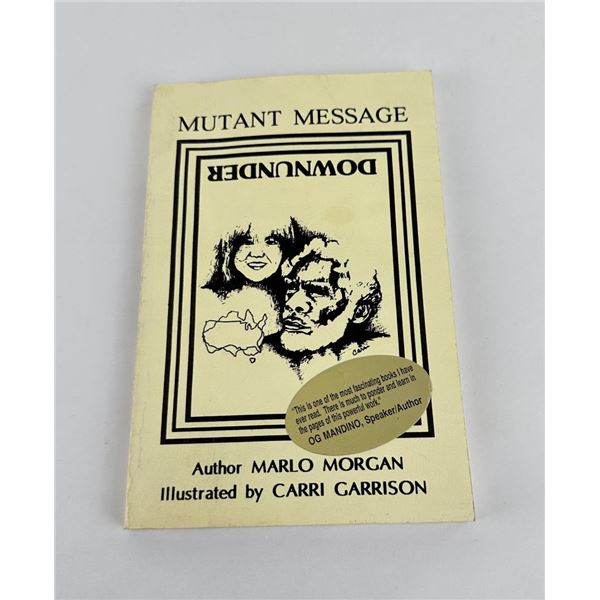 MUTANT MESSAGE
DOWNUNDER
Carri
"This is one of the most fascinating books I have
ever read. There is much to ponder and learn in
the pages of this powerful work."
OG MANDINO, Speaker/Author
Author MARLO MORGAN
Illustrated by CARRI GARRISON